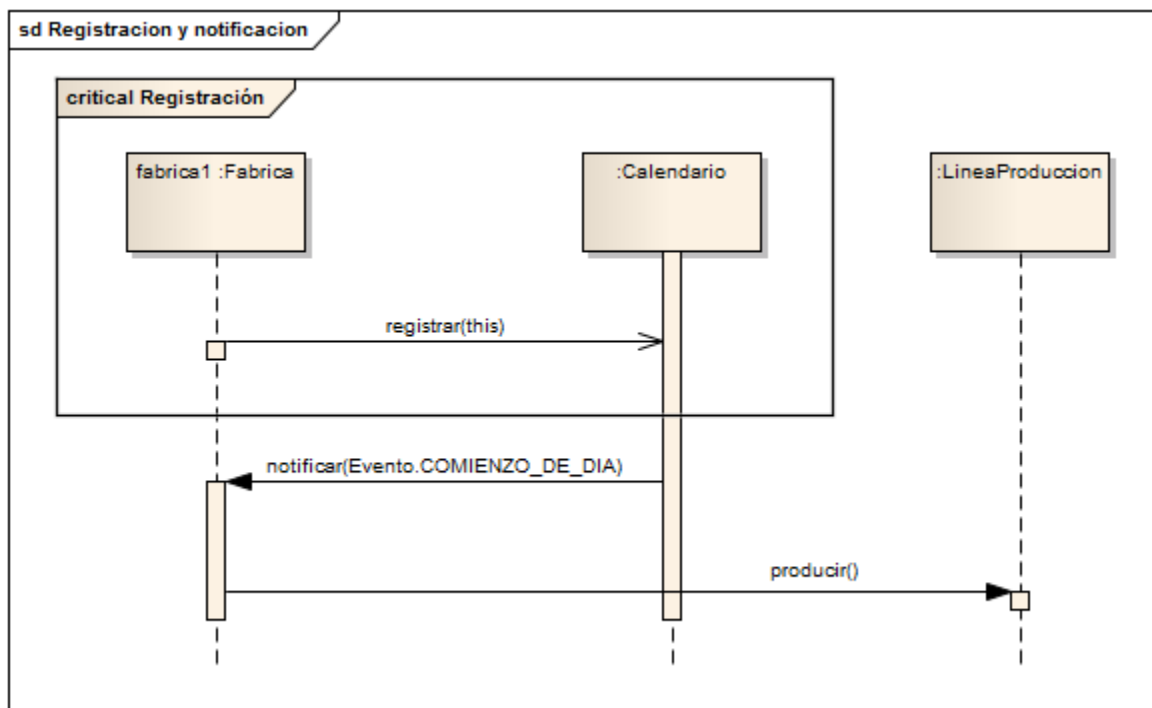 sd Registracion y notificacion
critical Registración
fabrica1 :Fabrica
:Calendario
:LineaProduccion
registrar(this)
notificar(Evento.COMIENZO_DE_DIA)
producir()